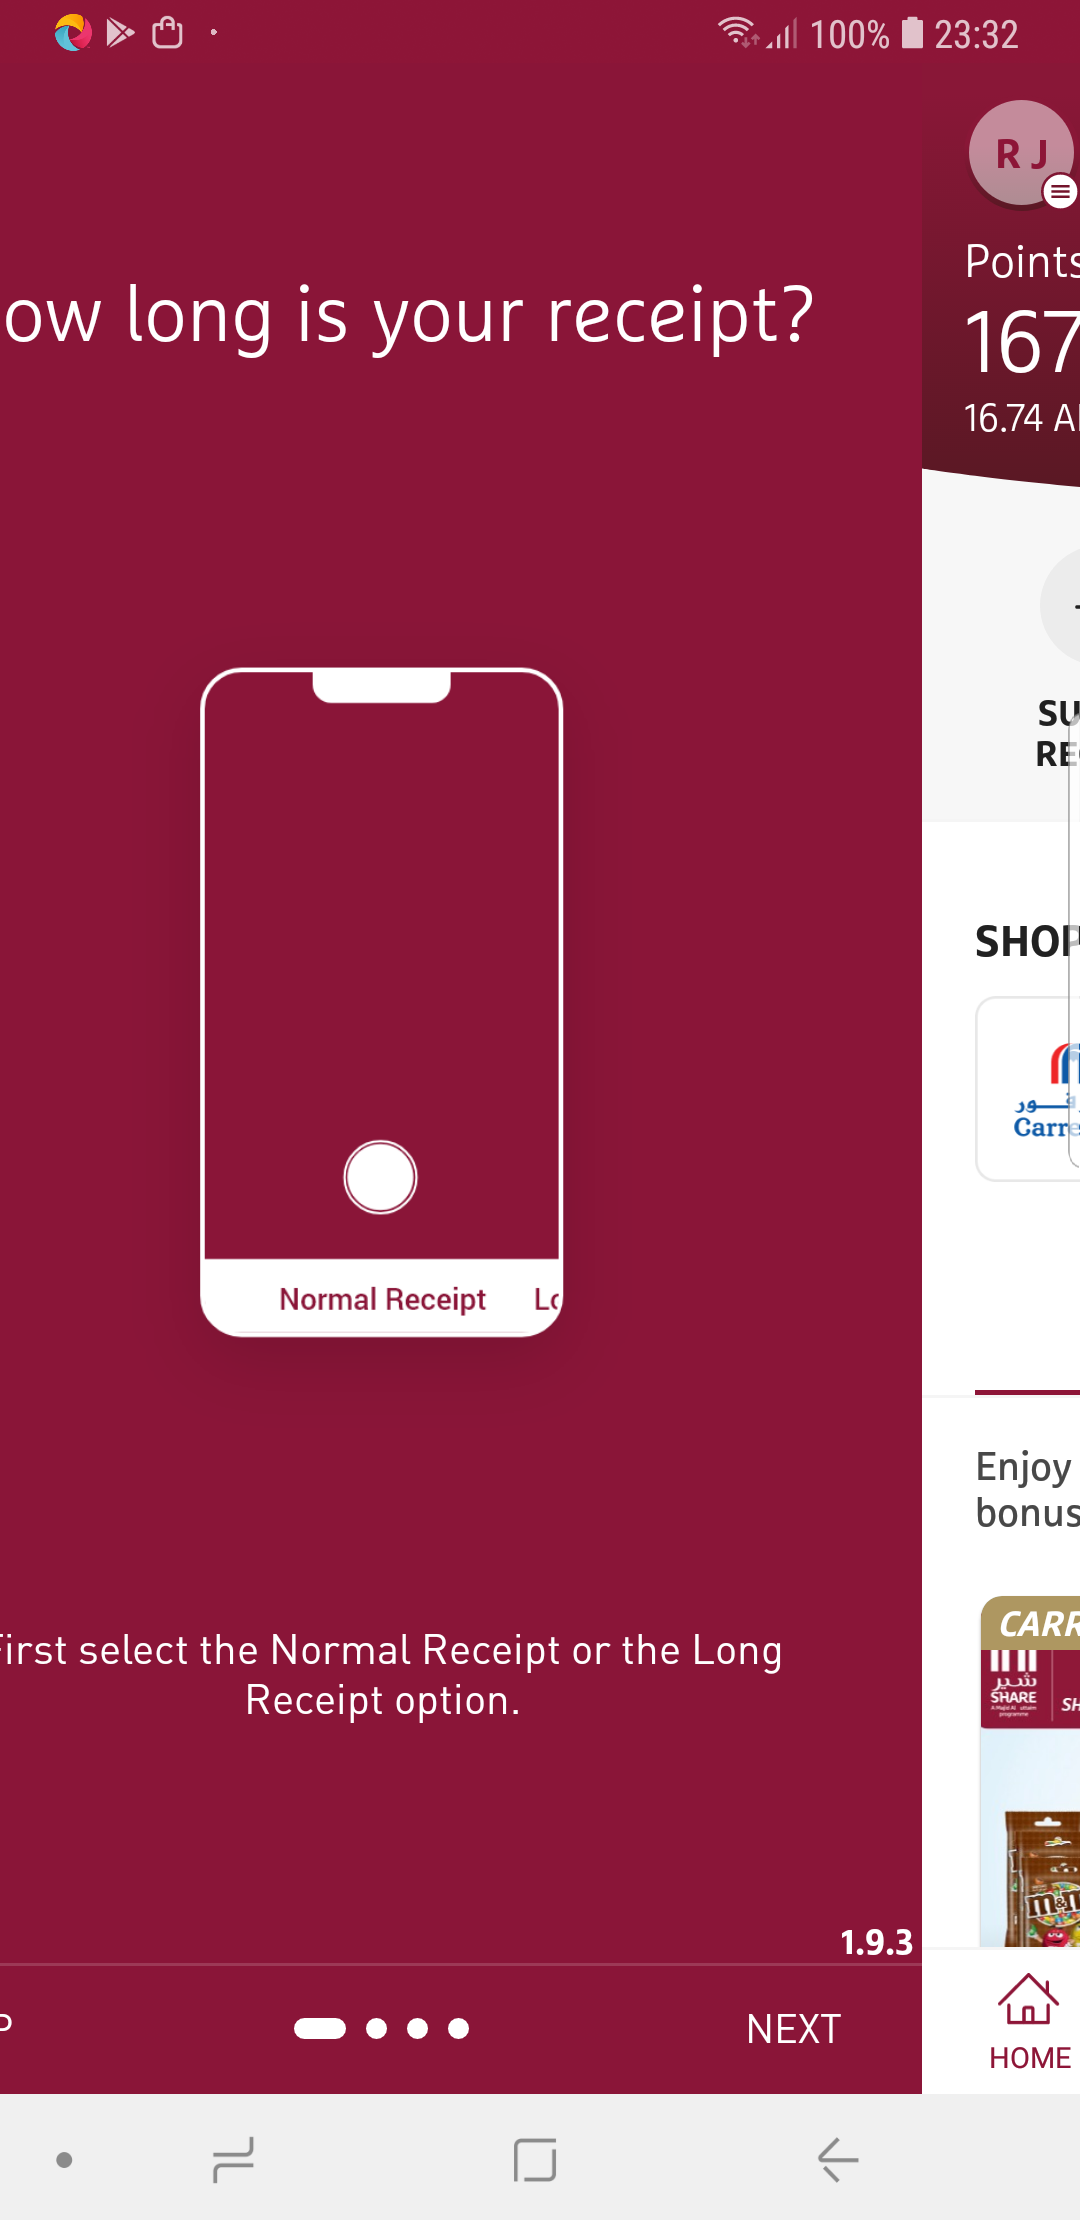 100% 23:32
R J
Points
167
16.74 A
ow long is your receipt?
SU
RE
SHOP
ور
Carre
Normal Receipt Lo
Enjoy
bonus
CARR
شير
SHARE
SH
m&m
irst select the Normal Receipt or the Long
Receipt option.
1.9.3
P
NEXT
HOME